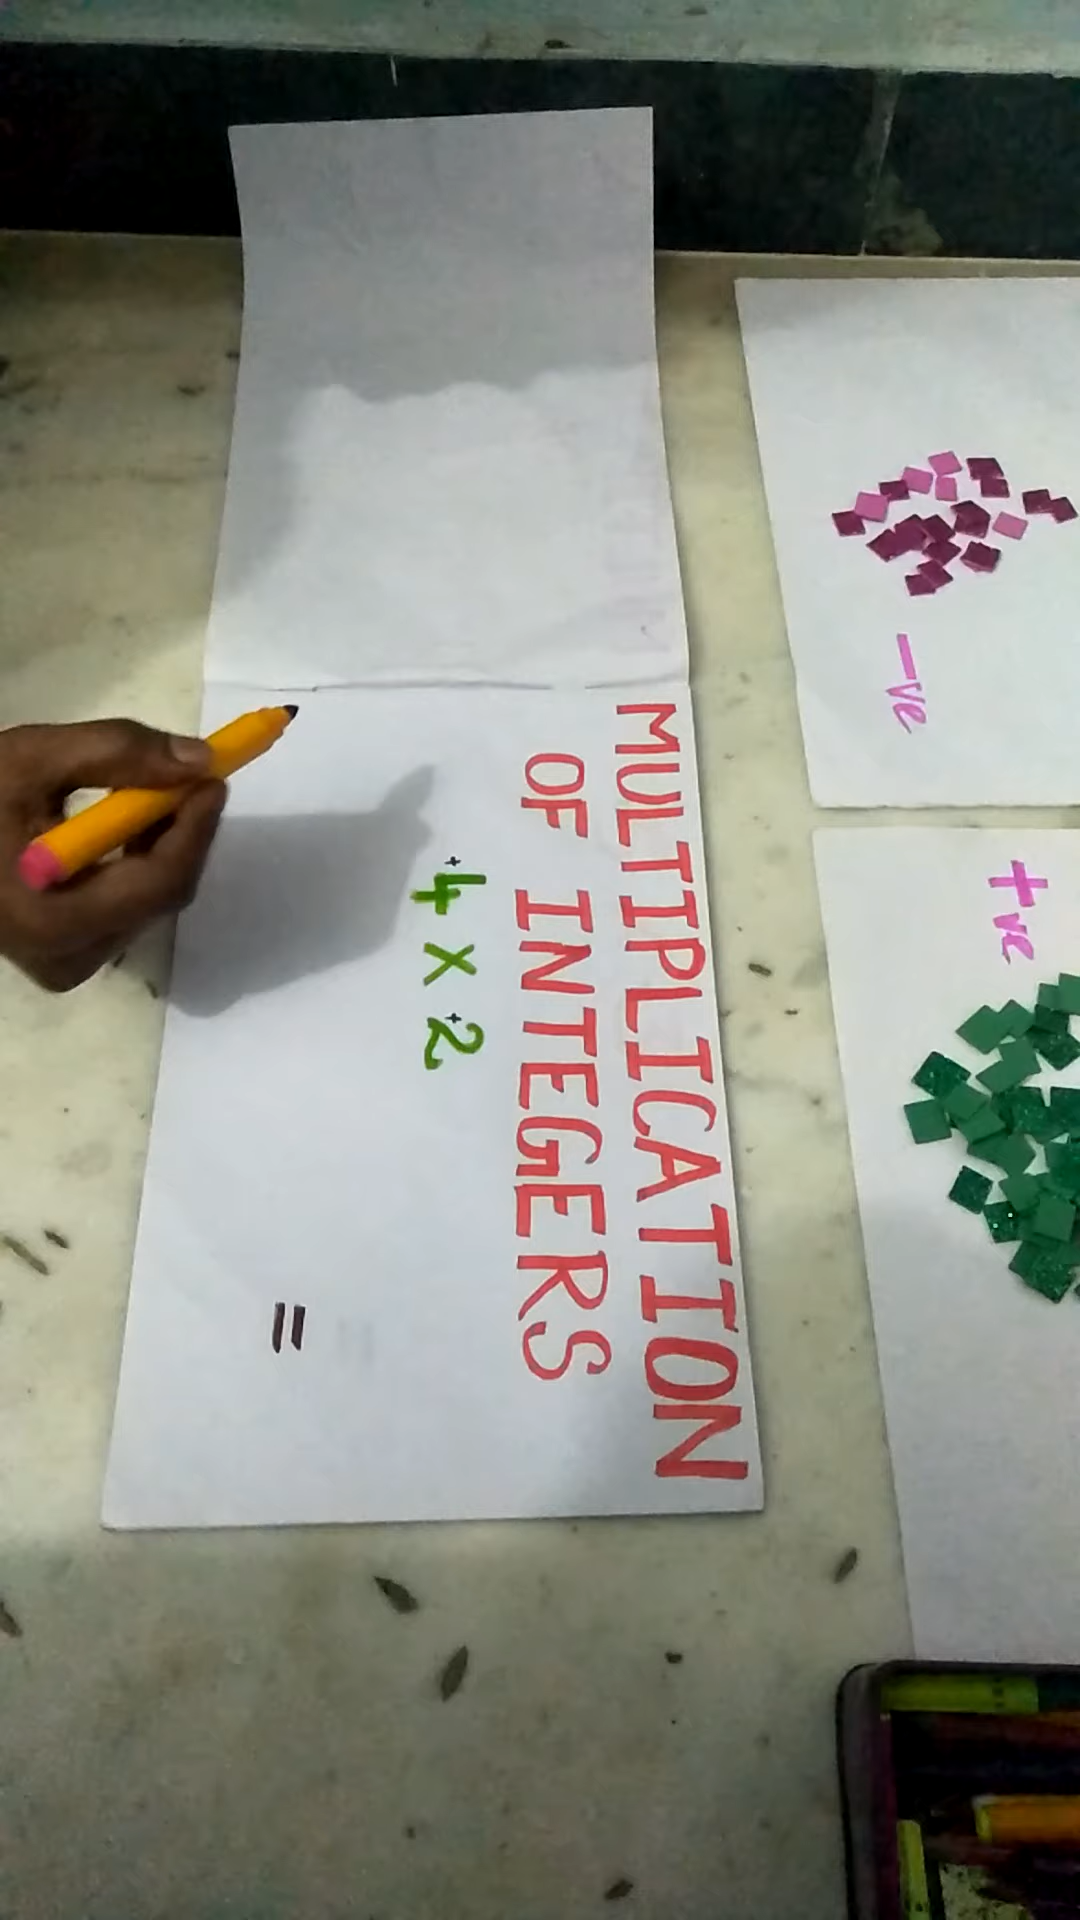 MULTIPLICATION
OF INTEGERS
+4 x +2
=
-ve
+ve